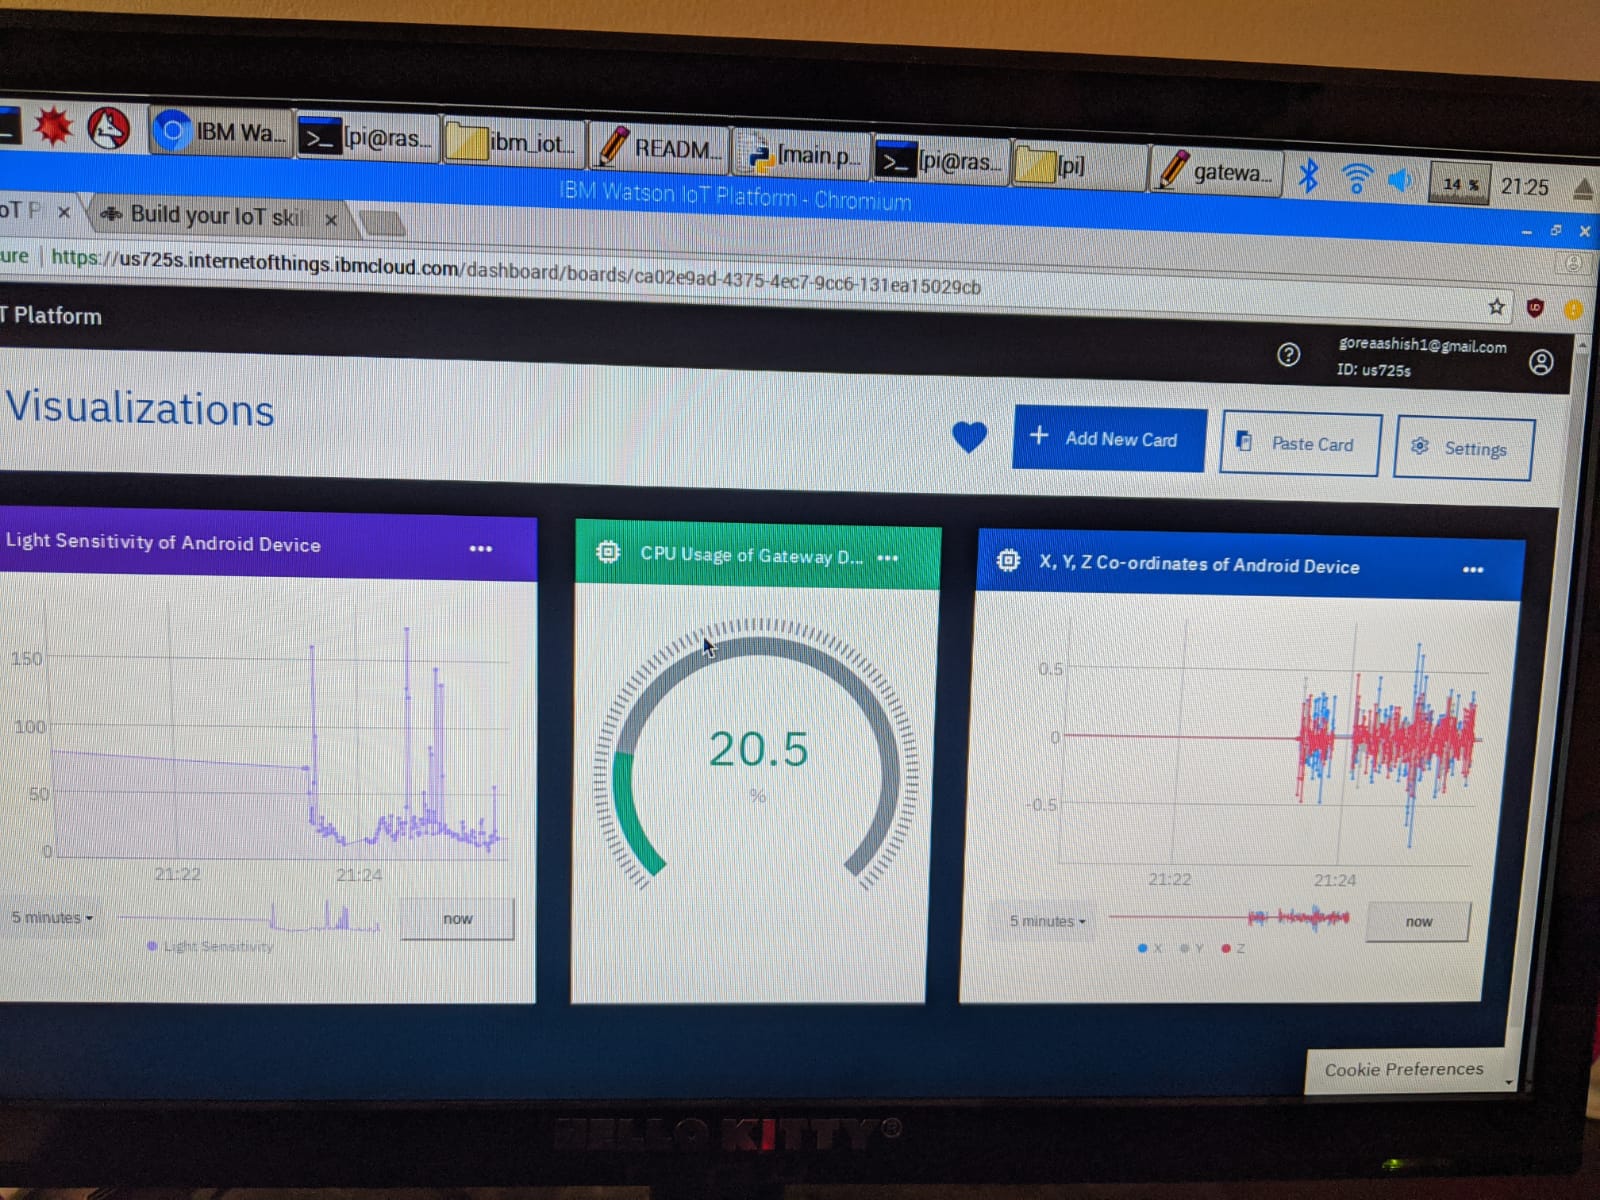 IBM Wa...
[pi@ras...
ibm_iot...
READM...
[main.p...
[pi@ras...
[pi]
gatewa...
14 %
21:25
IBM Watson IoT Platform - Chromium
oT P
Build your IoT skil
ure | https://us725s.internetofthings.ibmcloud.com/dashboard/boards/ca02e9ad-4375-4ec7-9cc6-131ea15029cb
T Platform
goreaashish1@gmail.com
ID: us725s
Visualizations
+ Add New Card
Paste Card
Settings
Light Sensitivity of Android Device
150
100
50
0
21:22
21:24
5 minutes
now
Light Sensitivity
CPU Usage of Gateway D...
20.5
%
X, Y, Z Co-ordinates of Android Device
0.5
0
-0.5
21:22
21:24
5 minutes
now
X Y Z
Cookie Preferences
HELLO KITTY®